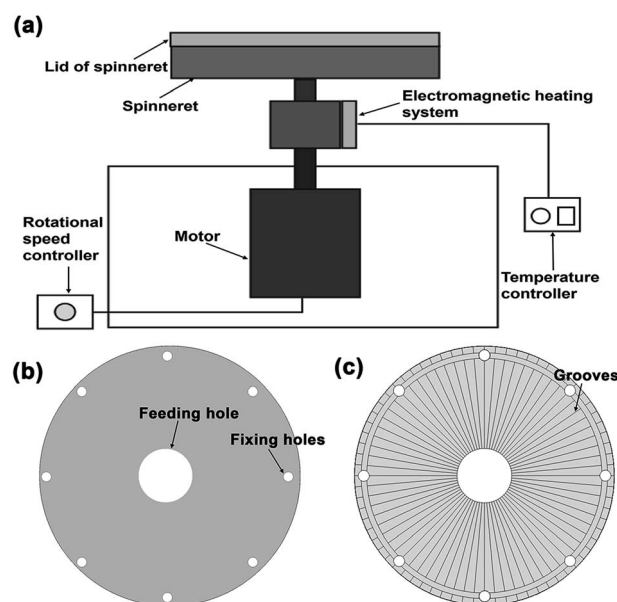 (a)
Lid of spinneret
Spinneret
Electromagnetic heating
system
Rotational
speed
controller
Motor
Temperature
controller
(b)
Feeding hole
Fixing holes
(c)
Grooves